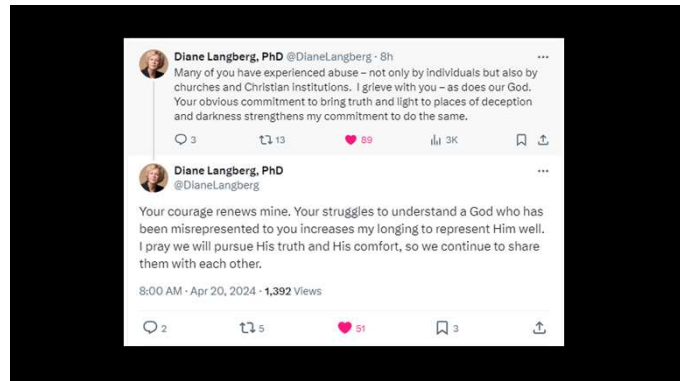 Diane Langberg, PhD @DianeLangberg · 8h
Many of you have experienced abuse – not only by individuals but also by
churches and Christian institutions. I grieve with you – as does our God.
Your obvious commitment to bring truth and light to places of deception
and darkness strengthens my commitment to do the same.
3 13 89 3K
Diane Langberg, PhD
@DianeLangberg
Your courage renews mine. Your struggles to understand a God who has
been misrepresented to you increases my longing to represent Him well.
I pray we will pursue His truth and His comfort, so we continue to share
them with each other.
8:00 AM · Apr 20, 2024 · 1,392 Views
2 5 51 3